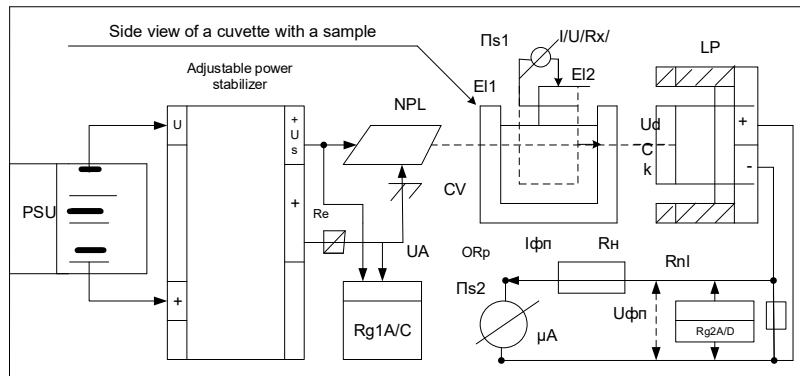 Side view of a cuvette with a sample
Пs1
I/U/Rx/
LP
Adjustable power
stabilizer
El1
El2
NPL
U
+
U
s
Ud
C
k
+
-
PSU
+
CV
Re
UA
ORp
Iфп
Rн
Rnl
+
Пs2
Rg1A/C
μA
Uфп
Rg2A/D